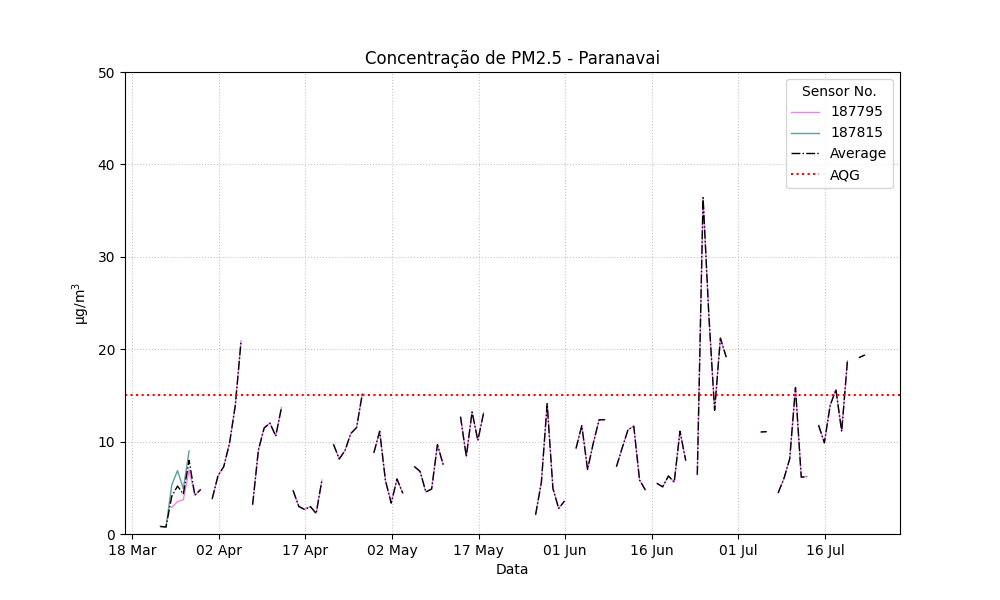 Concentração de PM2.5 - Paranavai
Sensor No.
187795
187815
Average
AQG
50
40
30
20
10
0
µg/m³
18 Mar
02 Apr
17 Apr
02 May
17 May
01 Jun
16 Jun
01 Jul
16 Jul
Data